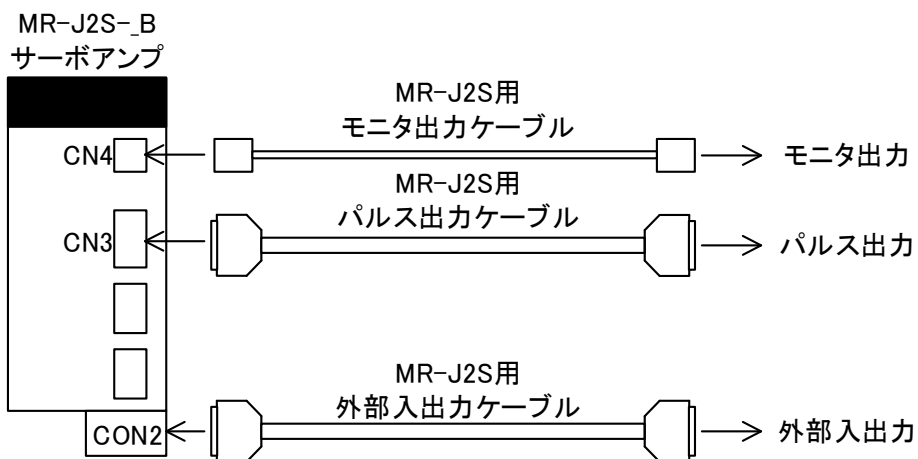 MR-J2S-_B
サーボアンプ
MR-J2S用
モニタ出力ケーブル
CN4
モニタ出力
MR-J2S用
パルス出力ケーブル
CN3
パルス出力
MR-J2S用
外部入出力ケーブル
CON2
外部入出力